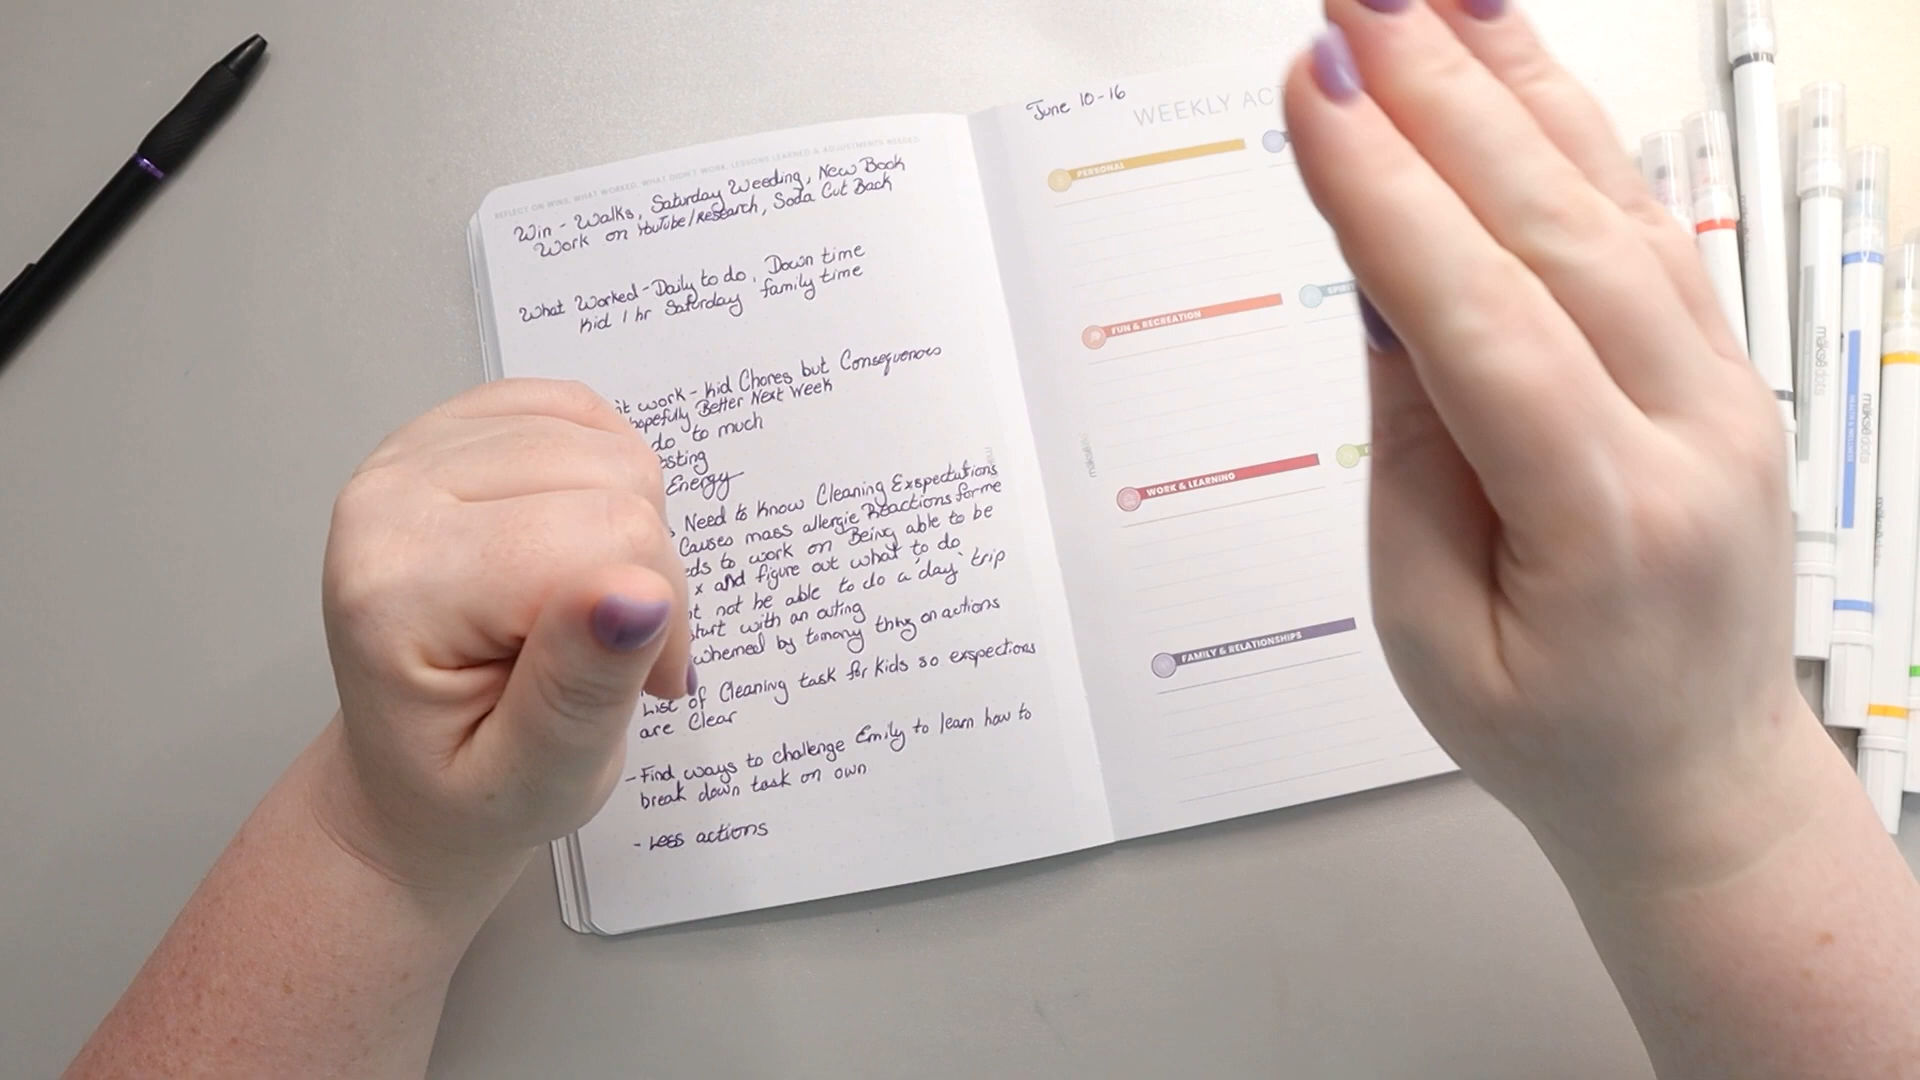 REFLECT ON WINS, WHAT WORKED, WHAT DIDN'T WORK, LESSONS LEARNED & ADJUSTMENTS NEEDED
Win - Walks, Saturday Weeding, New Book
Work on YouTube/Research, Soda Cut Back
What Worked - Daily to do, Down time
Kid 1 hr Saturday family time
work - Kid Chores but Consequences
hopefully Better Next Week
do to much
Energy
Need to Know Cleaning Exspectations
Causes mass allergie Reactions for me
to work on Being able to be
and figure out what to do
not be able to do a 'day' trip
with an outing
by tomany thing on actions
List of Cleaning task for kids so exspections
are Clear
- Find ways to challenge Emily to learn how to
break down task on own
- Less actions
June 10-16
WEEKLY
PERSONAL
FUN & RECREATION
WORK & LEARNING
FAMILY & RELATIONSHIPS
makse